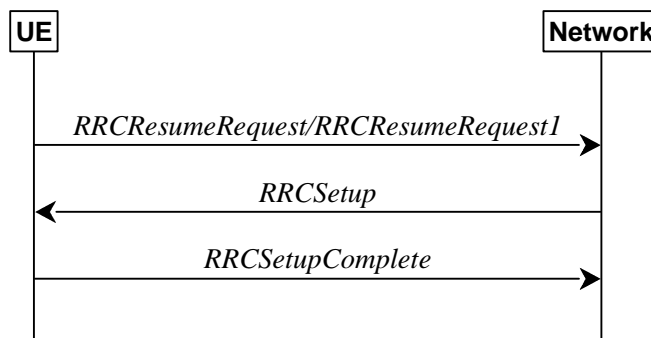 UE
Network
RRCResumeRequest/RRCResumeRequest1
RRCSetup
RRCSetupComplete